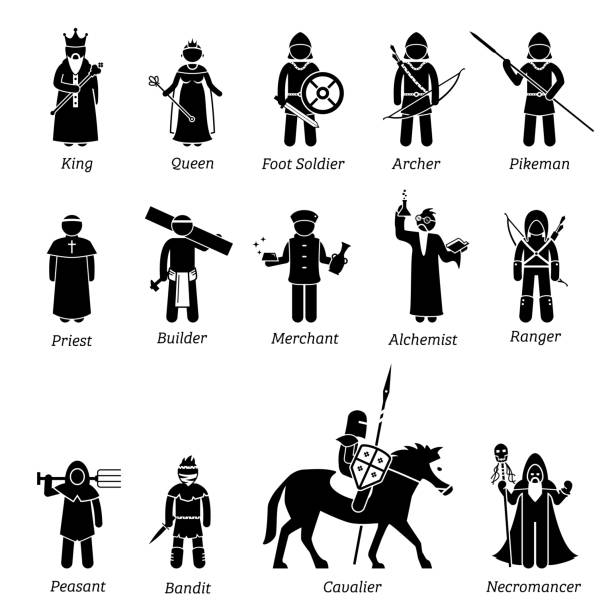 King Queen Foot Soldier Archer Pikeman
Priest Builder Merchant Alchemist Ranger
Peasant Bandit Cavalier Necromancer